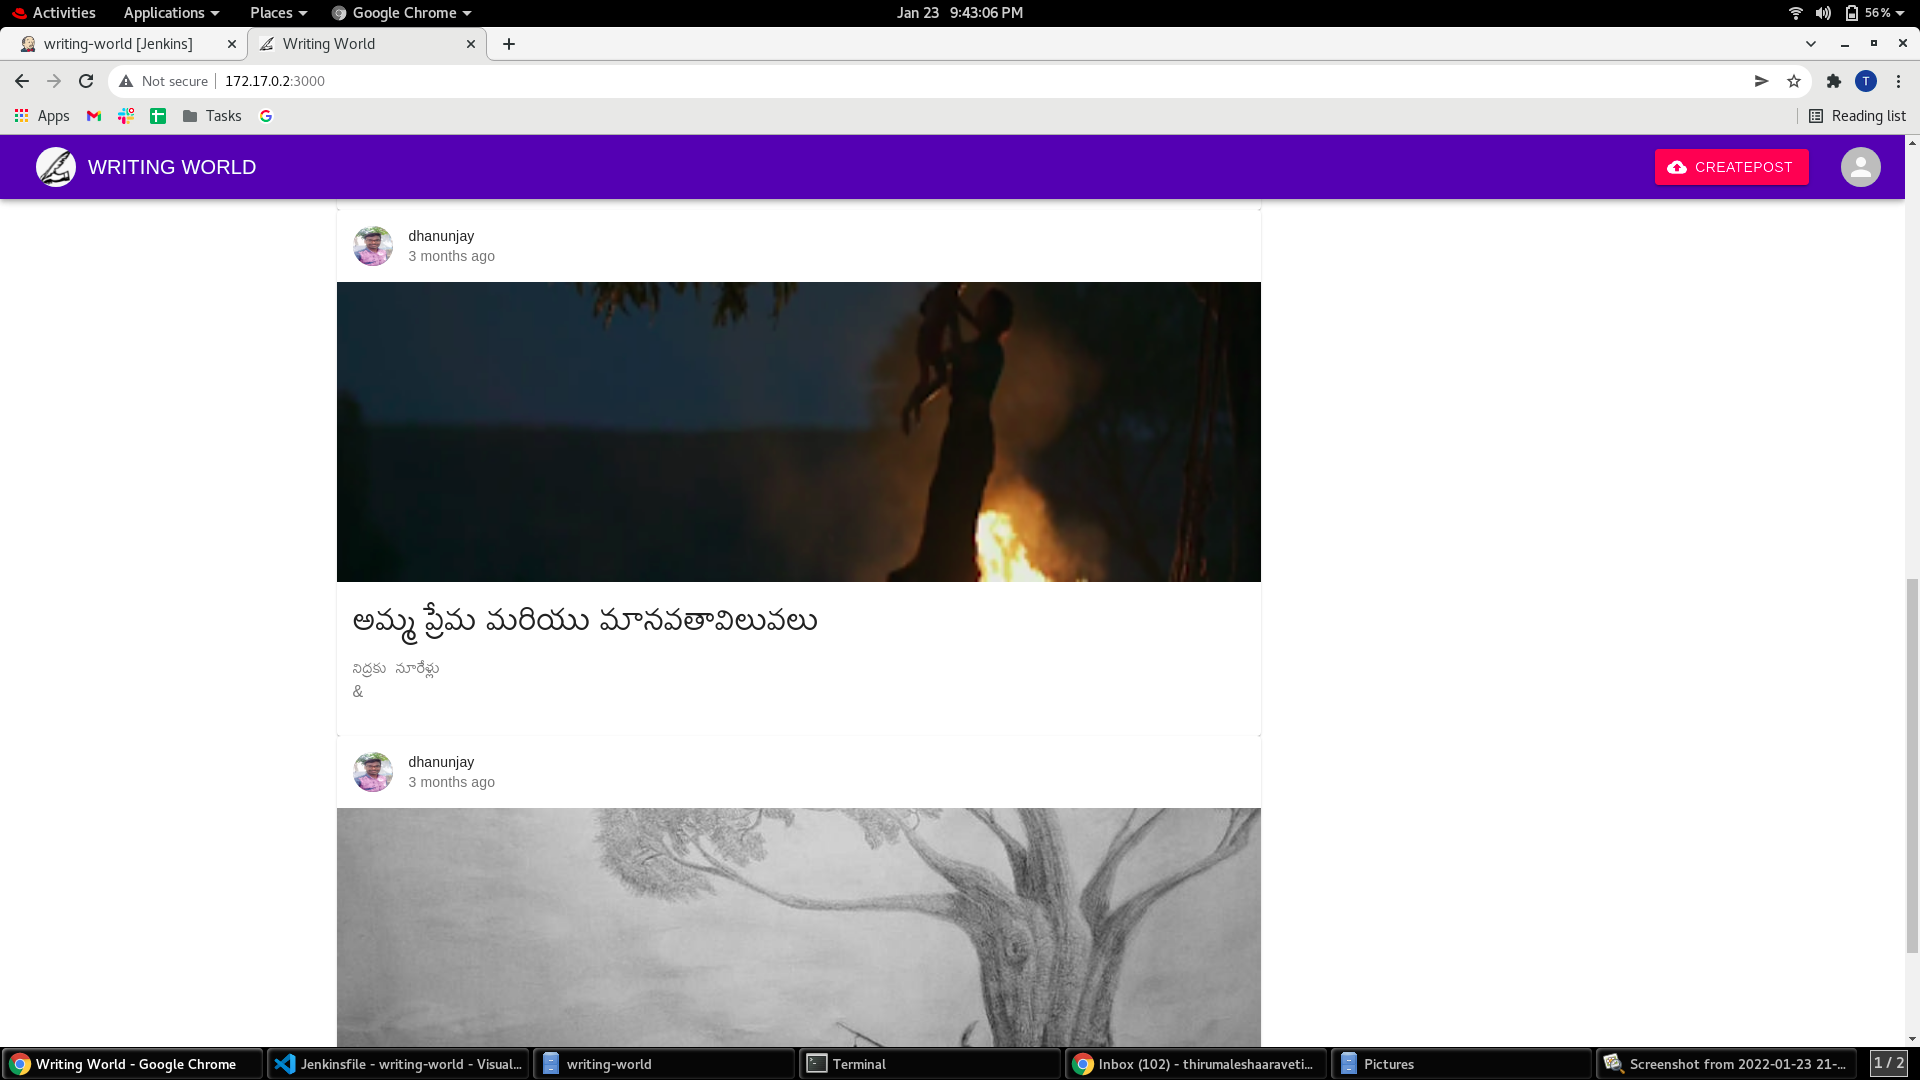 Activities Applications Places Google Chrome Jan 23 9:43:06 PM 56%
writing-world [Jenkins] Writing World
Not secure 172.17.0.2:3000 T
Apps Tasks Reading list
WRITING WORLD CREATEPOST
dhanunjay
3 months ago
అమ్మ ప్రేమ మరియు మానవతావిలువలు
నిద్రకు నూరేళ్లు
&
dhanunjay
3 months ago
Writing World - Google Chrome Jenkinsfile - writing-world - Visual... writing-world Terminal Inbox (102) - thirumaleshaaraveti... Pictures Screenshot from 2022-01-23 21-... 1 / 2